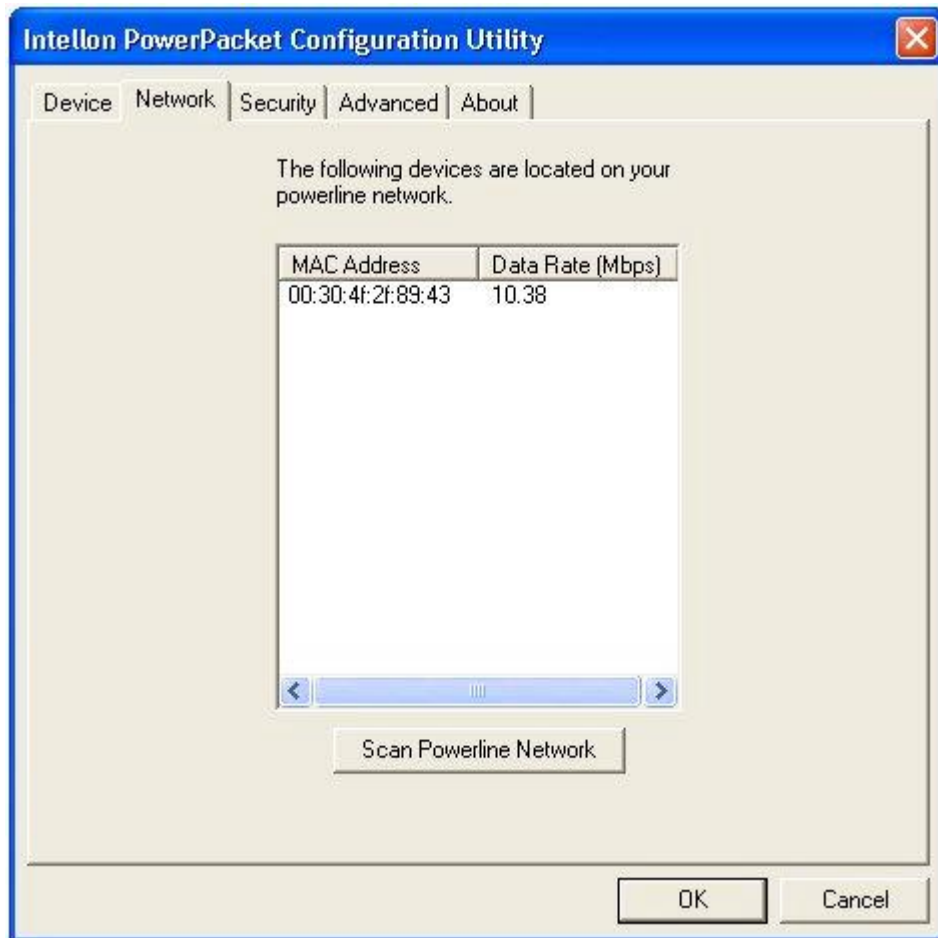 Intellon PowerPacket Configuration Utility
Device Network Security Advanced About
The following devices are located on your
powerline network.
MAC Address Data Rate (Mbps)
00:30:4f:2f:89:43 10.38
Scan Powerline Network
OK Cancel